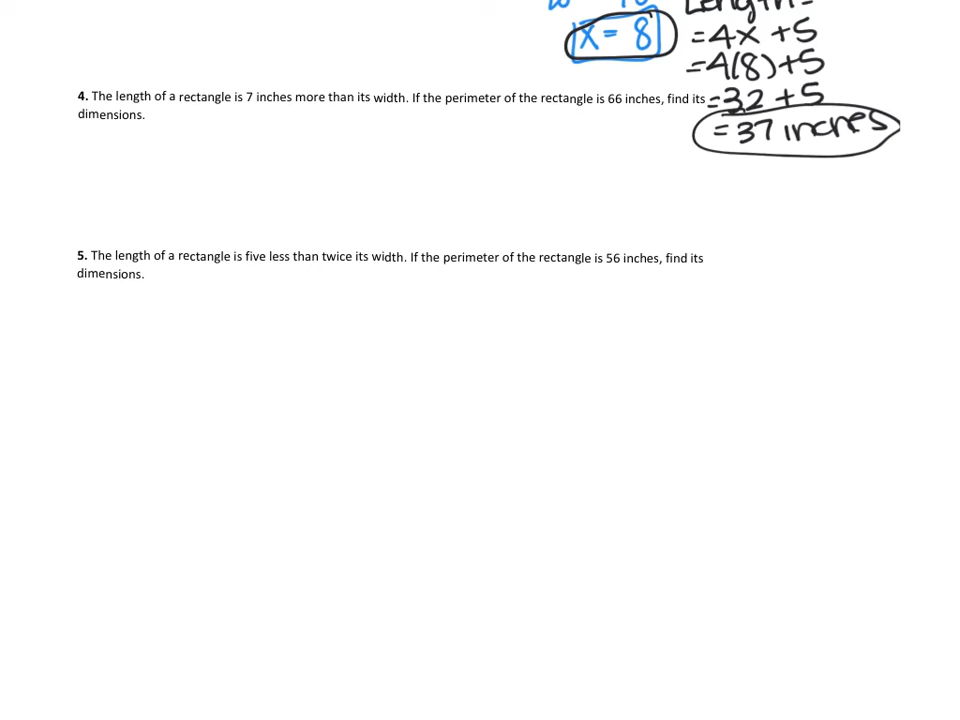 Length=
x = 8
=4x +5
=4(8)+5
4. The length of a rectangle is 7 inches more than its width. If the perimeter of the rectangle is 66 inches, find its
=32 +5
dimensions.
=37 inches
5. The length of a rectangle is five less than twice its width. If the perimeter of the rectangle is 56 inches, find its
dimensions.